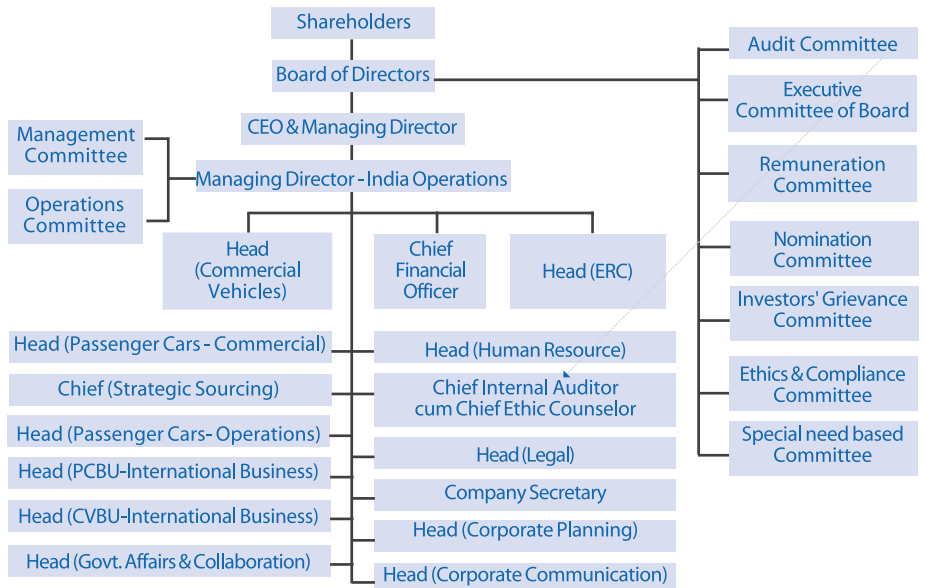 Shareholders
Board of Directors
CEO & Managing Director
Managing Director - India Operations
Management
Committee
Operations
Committee
Head
(Commercial
Vehicles)
Chief
Financial
Officer
Head (ERC)
Head (Passenger Cars - Commercial)
Chief (Strategic Sourcing)
Head (Passenger Cars- Operations)
Head (PCBU-International Business)
Head (CVBU-International Business)
Head (Govt. Affairs & Collaboration)
Head (Human Resource)
Chief Internal Auditor
cum Chief Ethic Counselor
Head (Legal)
Company Secretary
Head (Corporate Planning)
Head (Corporate Communication)
Audit Committee
Executive
Committee of Board
Remuneration
Committee
Nomination
Committee
Investors' Grievance
Committee
Ethics & Compliance
Committee
Special need based
Committee